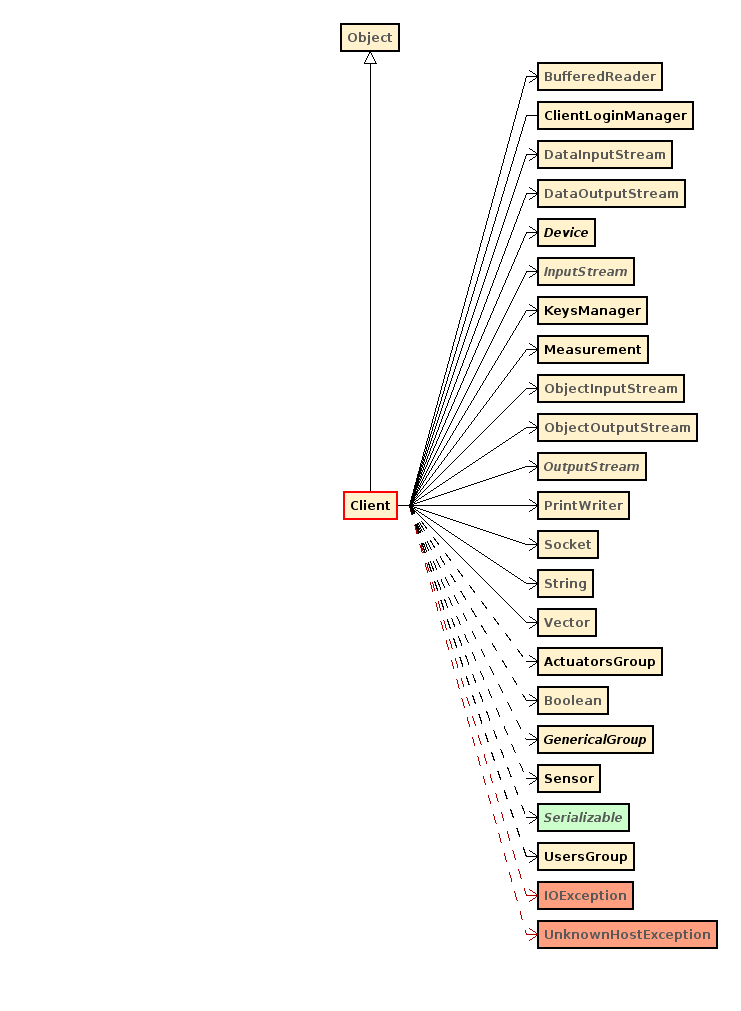 Object
BufferedReader
ClientLoginManager
DataInputStream
DataOutputStream
Device
InputStream
KeysManager
Measurement
ObjectInputStream
ObjectOutputStream
OutputStream
Client
PrintWriter
Socket
String
Vector
ActuatorsGroup
Boolean
GenericalGroup
Sensor
Serializable
UsersGroup
IOException
UnknownHostException